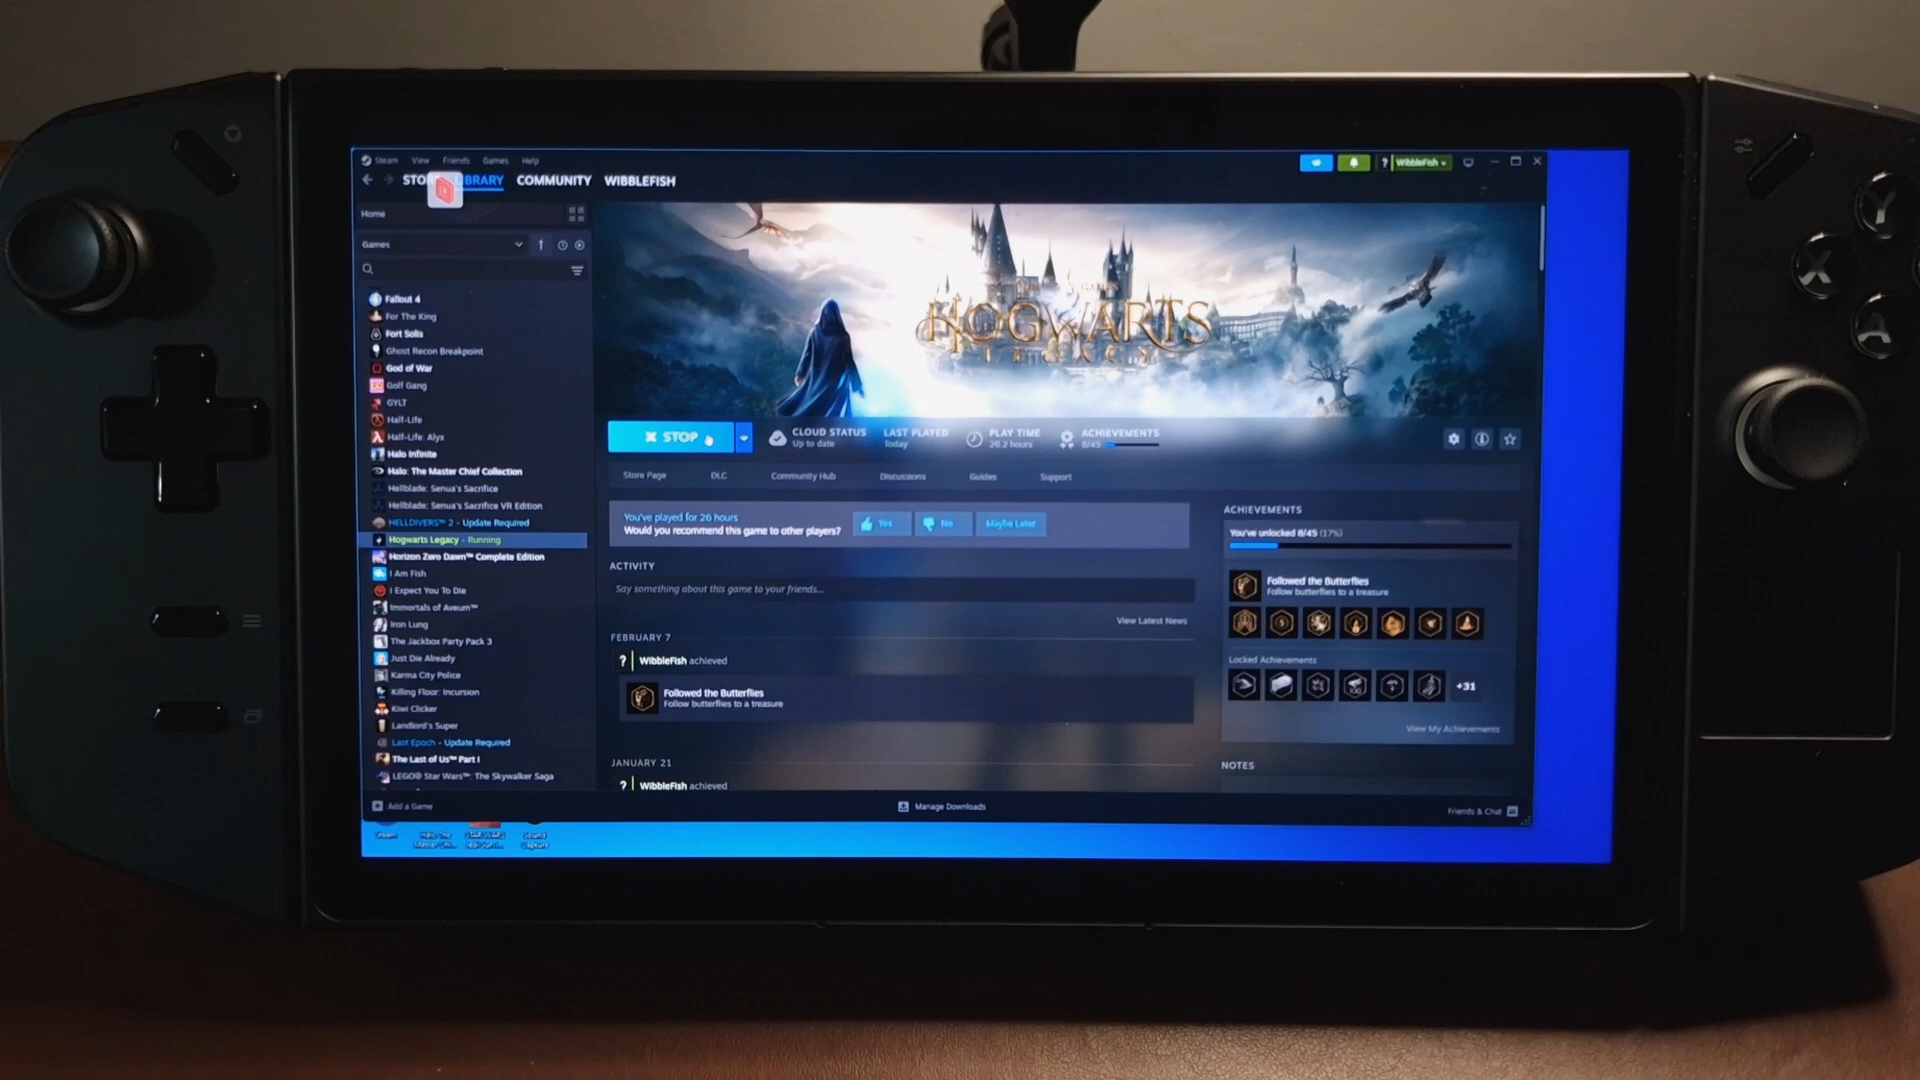 Steam View Friends Games Help
WibbleFish
STOR IBRARY COMMUNITY WIBBLEFISH
Home
Games
Fallout 4
For The King
Fort Solis
Ghost Recon Breakpoint
God of War
Golf Gang
GYLT
Half-Life
Half-Life: Alyx
Halo Infinite
Halo: The Master Chief Collection
Hellblade: Senua's Sacrifice
Hellblade: Senua's Sacrifice VR Edition
HELLDIVERS™ 2 - Update Required
Hogwarts Legacy - Running
Horizon Zero Dawn™ Complete Edition
I Am Fish
I Expect You To Die
Immortals of Aveum™
Iron Lung
The Jackbox Party Pack 3
Just Die Already
Karma City Police
Killing Floor: Incursion
Kiwi Clicker
Landlord's Super
Last Epoch - Update Required
The Last of Us™ Part I
LEGO® Star Wars™: The Skywalker Saga
Add a Game
HOGWARTS
LEGACY
STOP
CLOUD STATUS
Up to date
LAST PLAYED
Today
PLAY TIME
26.2 hours
ACHIEVEMENTS
8/45
Store Page DLC Community Hub Discussions Guides Support
You've played for 26 hours
Would you recommend this game to other players?
Yes No Maybe Later
ACTIVITY
Say something about this game to your friends...
View Latest News
FEBRUARY 7
? WibbleFish achieved
Followed the Butterflies
Follow butterflies to a treasure
JANUARY 21
? WibbleFish achieved
ACHIEVEMENTS
You've unlocked 8/45 (17%)
Followed the Butterflies
Follow butterflies to a treasure
Locked Achievements
+31
View My Achievements
NOTES
Manage Downloads
Friends & Chat
Steam
Sound
Capture
Y
X
A